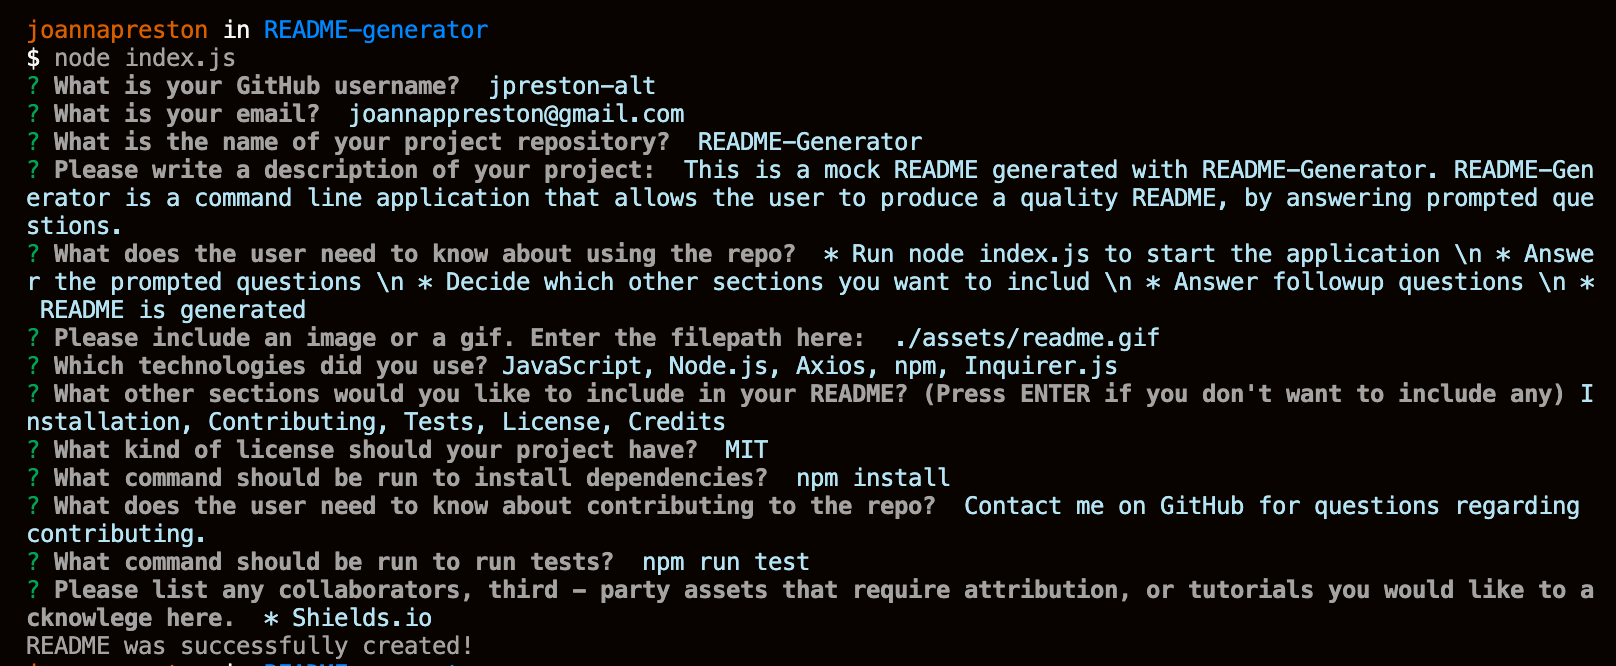 joannapreston in README-generator
$ node index.js
? What is your GitHub username?  jpreston-alt
? What is your email?  joannappreston@gmail.com
? What is the name of your project repository?  README-Generator
? Please write a description of your project:  This is a mock README generated with README-Generator. README-Gen
erator is a command line application that allows the user to produce a quality README, by answering prompted que
stions.
? What does the user need to know about using the repo?  * Run node index.js to start the application \n * Answe
r the prompted questions \n * Decide which other sections you want to includ \n * Answer followup questions \n *
 README is generated
? Please include an image or a gif. Enter the filepath here:  ./assets/readme.gif
? Which technologies did you use? JavaScript, Node.js, Axios, npm, Inquirer.js
? What other sections would you like to include in your README? (Press ENTER if you don't want to include any) I
nstallation, Contributing, Tests, License, Credits
? What kind of license should your project have?  MIT
? What command should be run to install dependencies?  npm install
? What does the user need to know about contributing to the repo?  Contact me on GitHub for questions regarding
contributing.
? What command should be run to run tests?  npm run test
? Please list any collaborators, third - party assets that require attribution, or tutorials you would like to a
cknowlege here.  * Shields.io
README was successfully created!